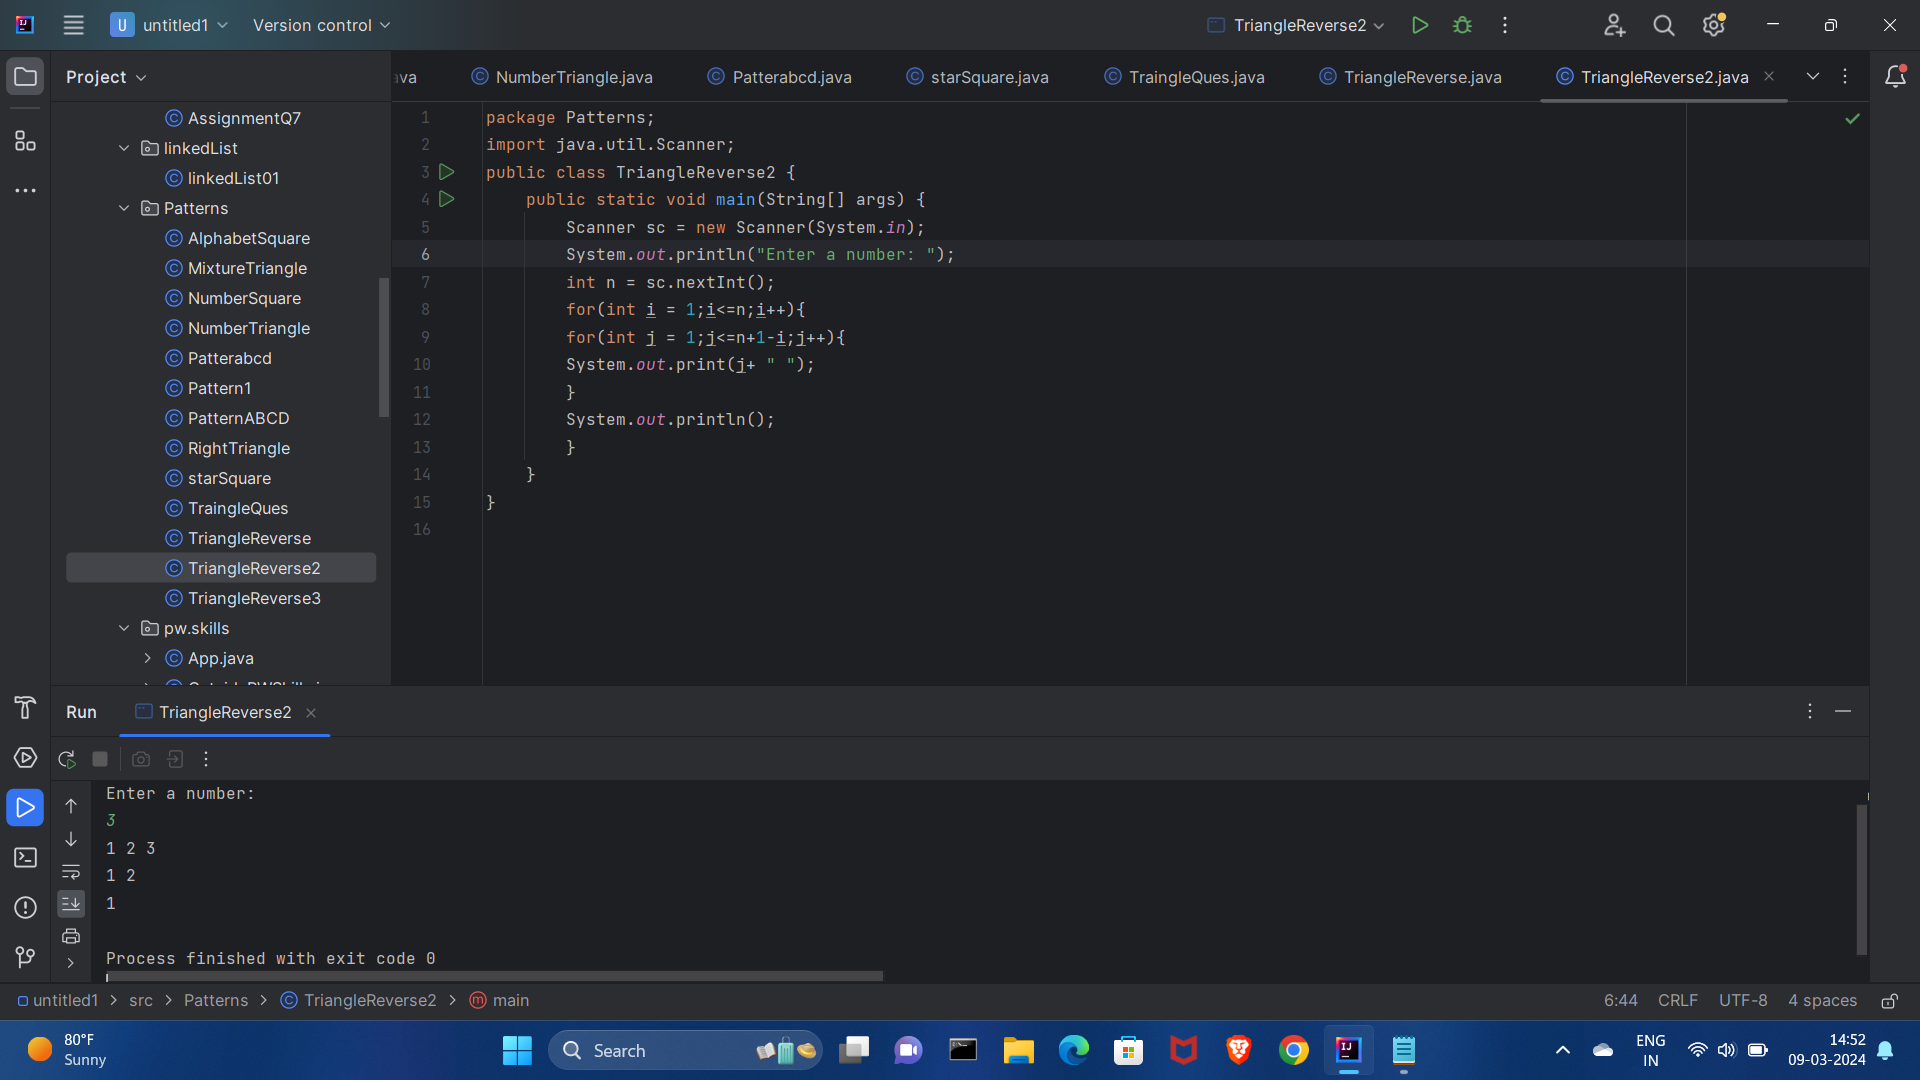 U untitled1 Version control TriangleReverse2
Project
ava NumberTriangle.java Patterabcd.java starSquare.java TraingleQues.java TriangleReverse.java TriangleReverse2.java
AssignmentQ7
linkedList
linkedList01
Patterns
AlphabetSquare
MixtureTriangle
NumberSquare
NumberTriangle
Patterabcd
Pattern1
PatternABCD
RightTriangle
starSquare
TraingleQues
TriangleReverse
TriangleReverse2
TriangleReverse3
pw.skills
App.java
1 package Patterns;
2 import java.util.Scanner;
3 public class TriangleReverse2 {
4 public static void main(String[] args) {
5 Scanner sc = new Scanner(System.in);
6 System.out.println("Enter a number: ");
7 int n = sc.nextInt();
8 for(int i = 1;i<=n;i++){
9 for(int j = 1;j<=n+1-i;j++){
10 System.out.print(j+ " ");
11 }
12 System.out.println();
13 }
14 }
15 }
16
Run TriangleReverse2
Enter a number:
3
1 2 3
1 2
1
Process finished with exit code 0
untitled1 > src > Patterns > TriangleReverse2 > main 6:44 CRLF UTF-8 4 spaces
80°F
Sunny
Search
ENG
IN
14:52
09-03-2024